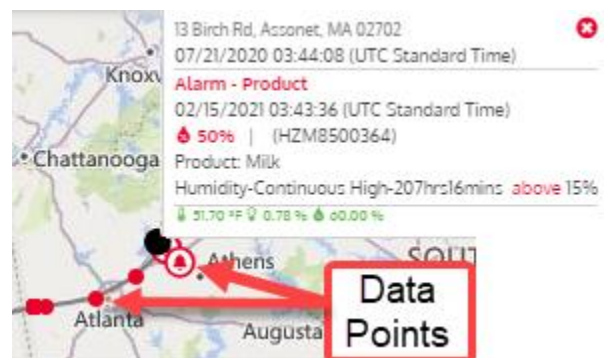 13 Birch Rd, Assonet, MA 02702
07/21/2020 03:44:08 (UTC Standard Time)
Alarm - Product
02/15/2021 03:43:36 (UTC Standard Time)
50% | (HZM8500364)
Product: Milk
Humidity-Continuous High-207hrs16mins above 15%
51.70 °F 0.78 % 60.00 %
Knoxv
Chattanooga
Athens
SOUT
Atlanta
Augusta
Data
Points